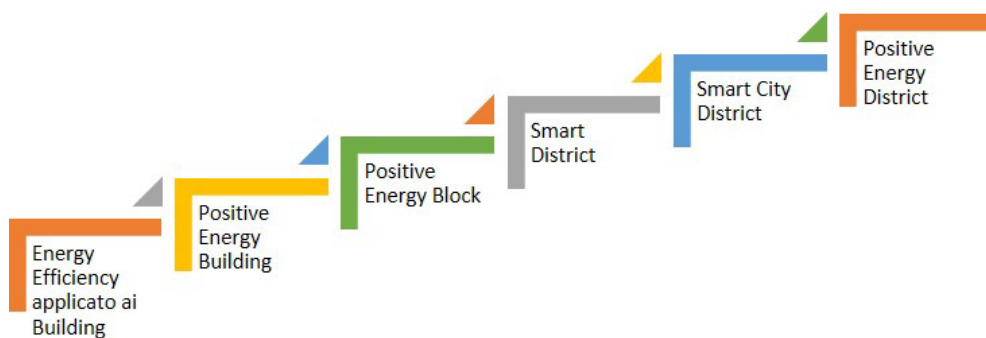 Energy
Efficiency
applicato ai
Building
Positive
Energy
Building
Positive
Energy Block
Smart
District
Smart City
District
Positive
Energy
District